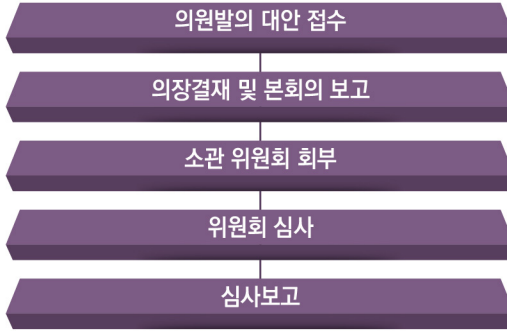 의원발의 대안 접수
의장결재 및 본회의 보고
소관 위원회 회부
위원회 심사
심사보고